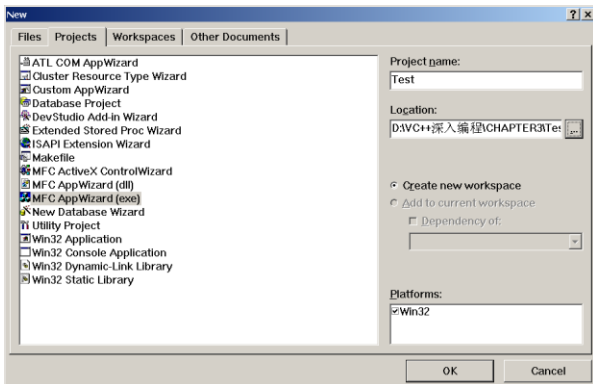 New
Files
Projects
Workspaces
Other Documents
ATL COM AppWizard
Cluster Resource Type Wizard
Custom AppWizard
Database Project
DevStudio Add-in Wizard
Extended Stored Proc Wizard
ISAPI Extension Wizard
Makefile
MFC ActiveX ControlWizard
MFC AppWizard (dll)
MFC AppWizard (exe)
New Database Wizard
Utility Project
Win32 Application
Win32 Console Application
Win32 Dynamic-Link Library
Win32 Static Library
Project name:
Test
Location:
D:\VC++深入编程\CHAPTER3\Tes
...
Create new workspace
Add to current workspace
Dependency of:
Platforms:
Win32
OK
Cancel